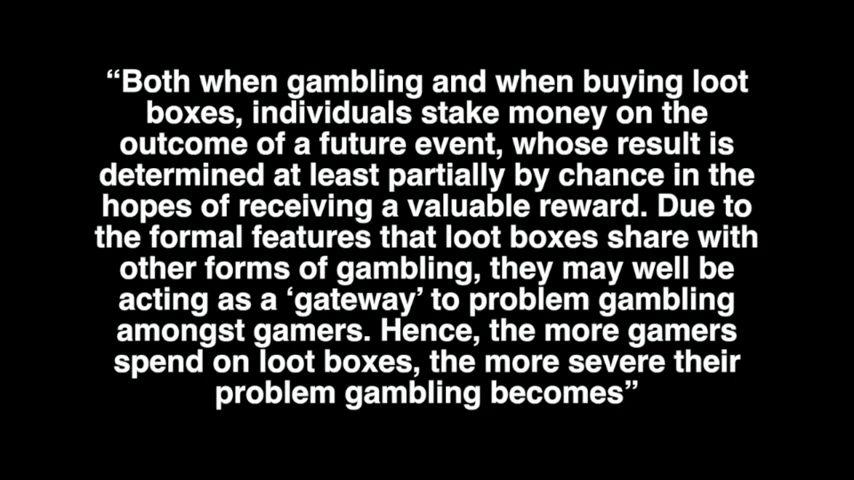 “Both when gambling and when buying loot
boxes, individuals stake money on the
outcome of a future event, whose result is
determined at least partially by chance in the
hopes of receiving a valuable reward. Due to
the formal features that loot boxes share with
other forms of gambling, they may well be
acting as a ‘gateway’ to problem gambling
amongst gamers. Hence, the more gamers
spend on loot boxes, the more severe their
problem gambling becomes”